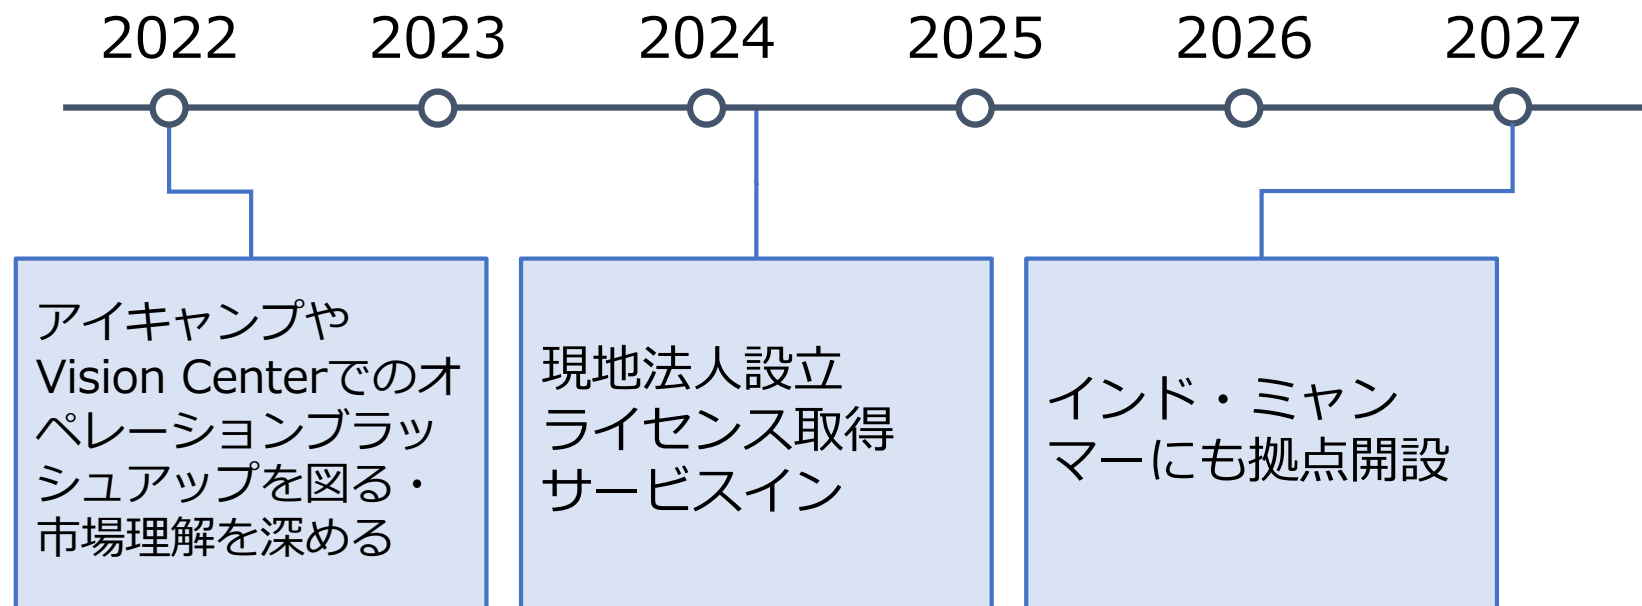 2022 2023 2024 2025 2026 2027
アイキャンプや
Vision Centerでのオ
ペレーションブラッ
シュアップを図る・
市場理解を深める
現地法人設立
ライセンス取得
サービスイン
インド・ミャン
マーにも拠点開設